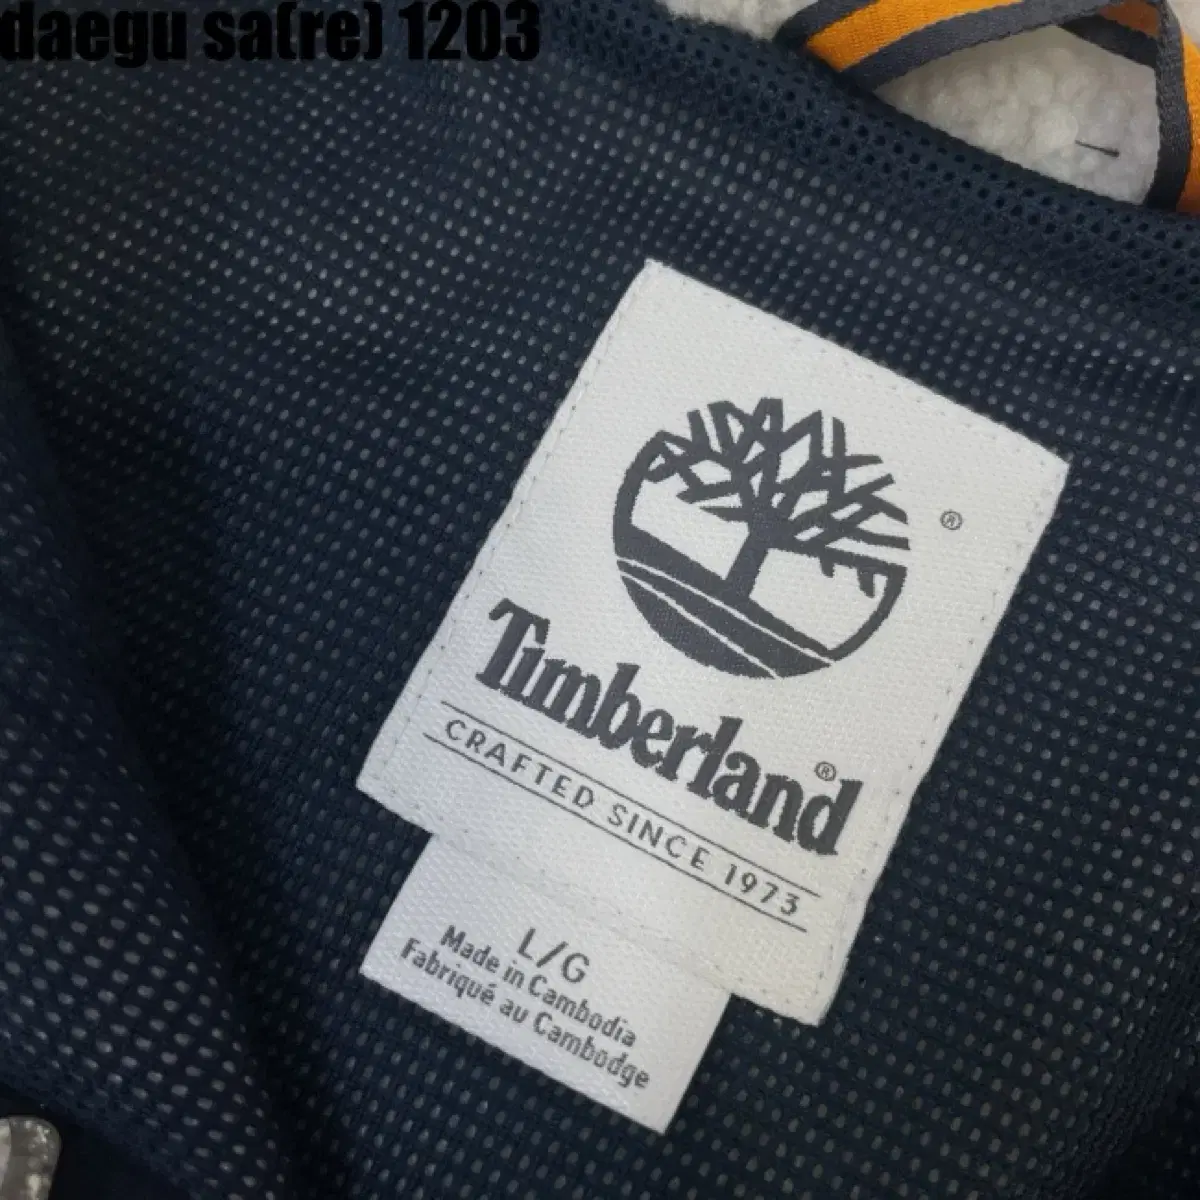 daegu sa(re) 1203
®
Timberland®
CRAFTED SINCE 1973
L/G
Made in Cambodia
Fabriqué au Cambodge